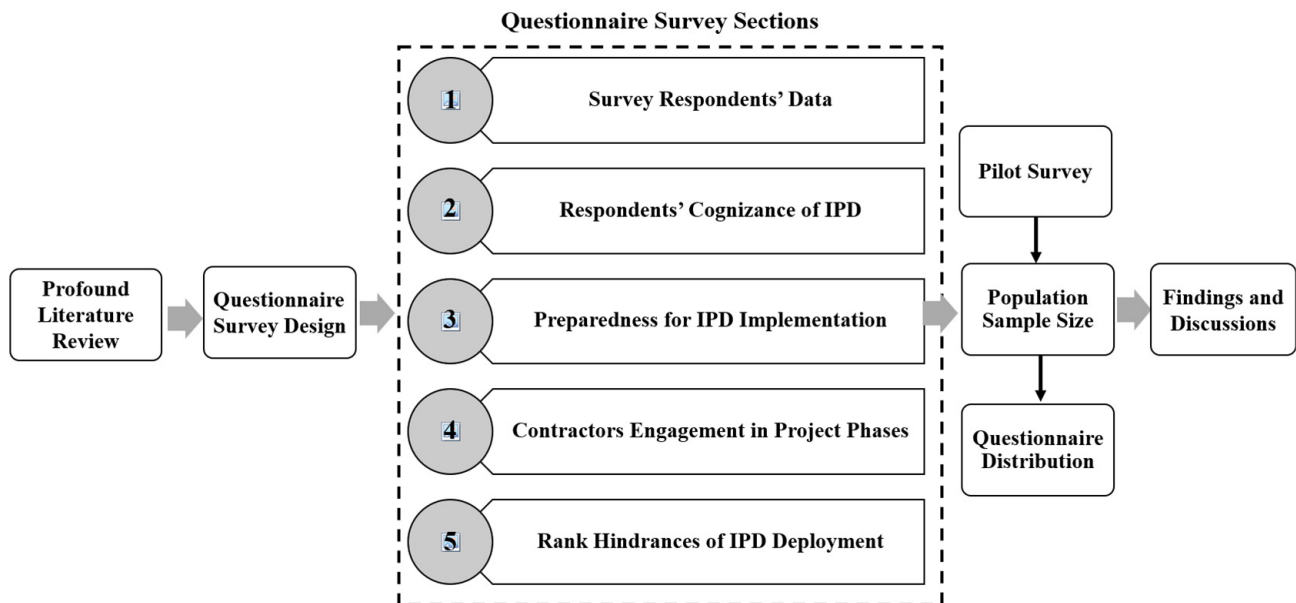 Questionnaire Survey Sections
1
Survey Respondents’ Data
2
Respondents’ Cognizance of IPD
3
Preparedness for IPD Implementation
4
Contractors Engagement in Project Phases
5
Rank Hindrances of IPD Deployment
Profound
Literature
Review
Questionnaire
Survey Design
Pilot Survey
Population
Sample Size
Questionnaire
Distribution
Findings and
Discussions